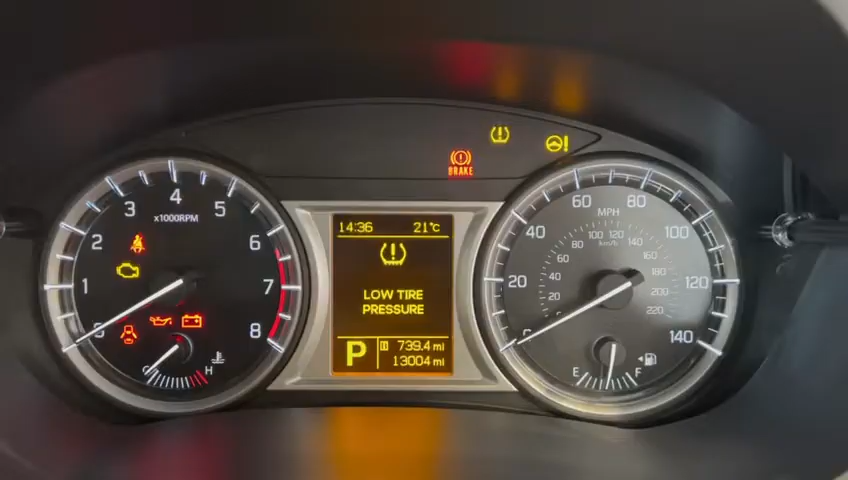 BRAKE
x1000RPM
1
2
3
4
5
6
7
8
H
14:36 21°C
LOW TIRE
PRESSURE
P 739.4 mi
13004 mi
MPH
20
40
60
80
100
120
140
km/h
20
40
60
80
100
120
140
160
180
200
220
E F